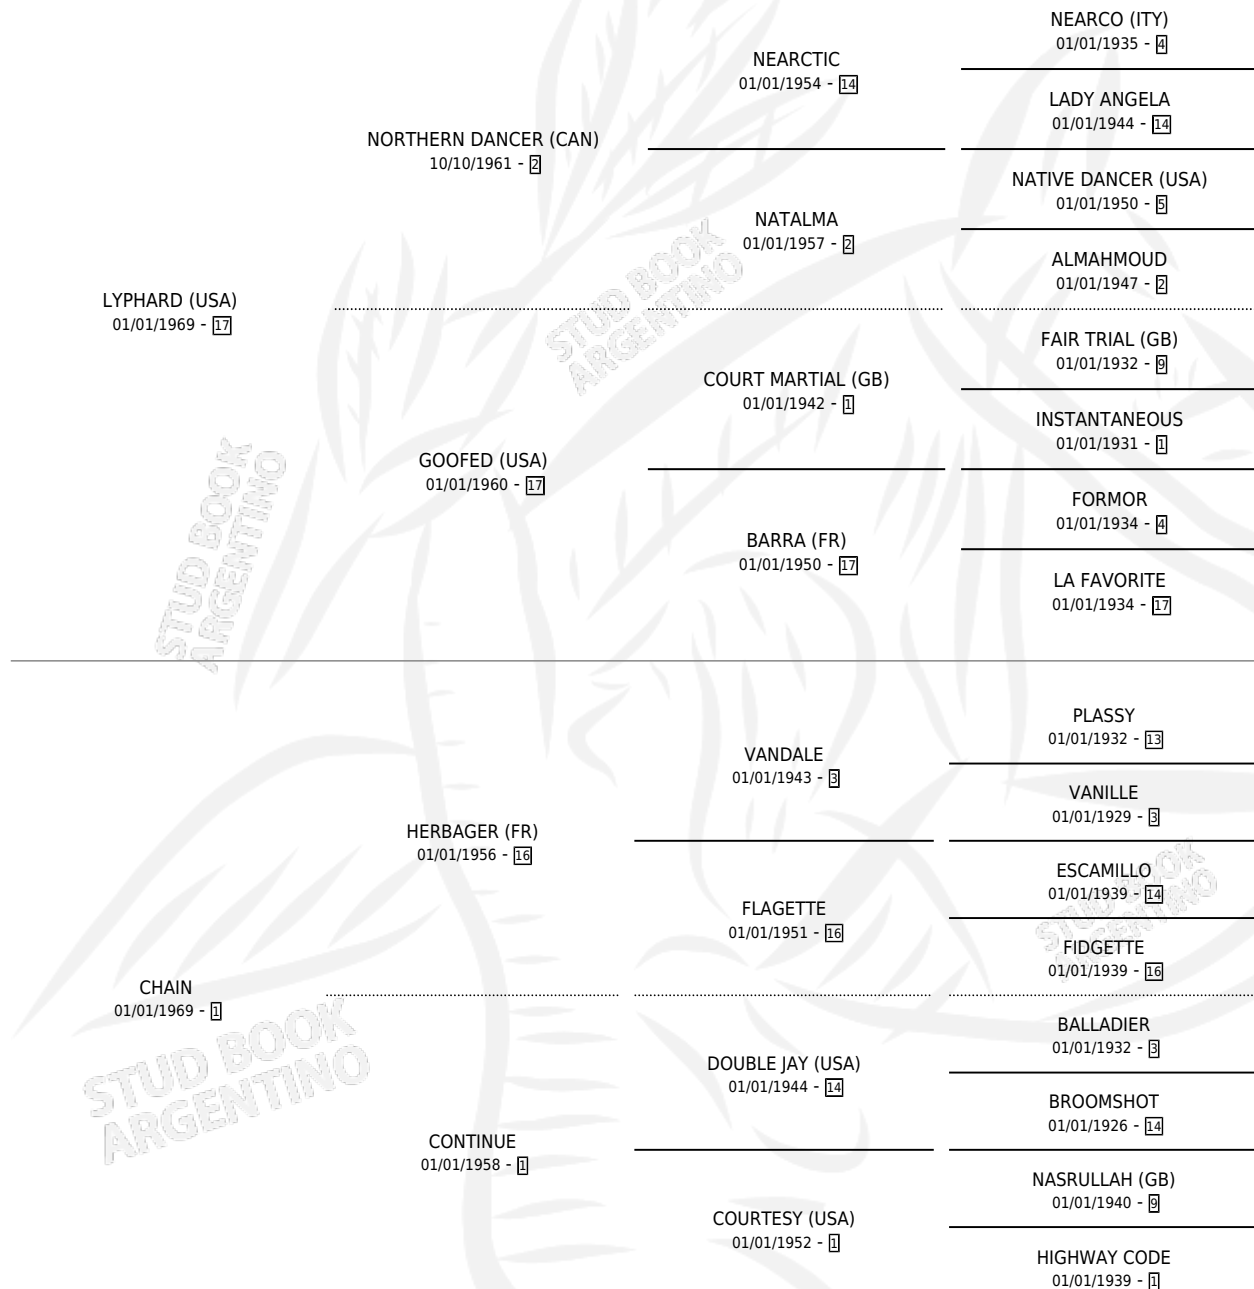 NEARCO (ITY)
01/01/1935 - 4
NEARCTIC
01/01/1954 - 14
LADY ANGELA
01/01/1944 - 14
NORTHERN DANCER (CAN)
10/10/1961 - 2
NATIVE DANCER (USA)
01/01/1950 - 5
NATALMA
01/01/1957 - 2
ALMAHMOUD
01/01/1947 - 2
LYPHARD (USA)
01/01/1969 - 17
STUD BOOK
ARGENTINO
FAIR TRIAL (GB)
01/01/1932 - 9
COURT MARTIAL (GB)
01/01/1942 - 1
INSTANTANEOUS
01/01/1931 - 1
GOOFED (USA)
01/01/1960 - 17
FORMOR
01/01/1934 - 4
BARRA (FR)
01/01/1950 - 17
LA FAVORITE
01/01/1934 - 17
STUD BOOK
ARGENTINO
PLASSY
01/01/1932 - 13
VANDALE
01/01/1943 - 3
VANILLE
01/01/1929 - 3
HERBAGER (FR)
01/01/1956 - 16
ESCAMILLO
01/01/1939 - 14
FLAGETTE
01/01/1951 - 16
FIDGETTE
01/01/1939 - 16
STUD BOOK
ARGENTINO
CHAIN
01/01/1969 - 1
STUD BOOK
ARGENTINO
BALLADIER
01/01/1932 - 3
DOUBLE JAY (USA)
01/01/1944 - 14
BROOMSHOT
01/01/1926 - 14
CONTINUE
01/01/1958 - 1
NASRULLAH (GB)
01/01/1940 - 9
COURTESY (USA)
01/01/1952 - 1
HIGHWAY CODE
01/01/1939 - 1